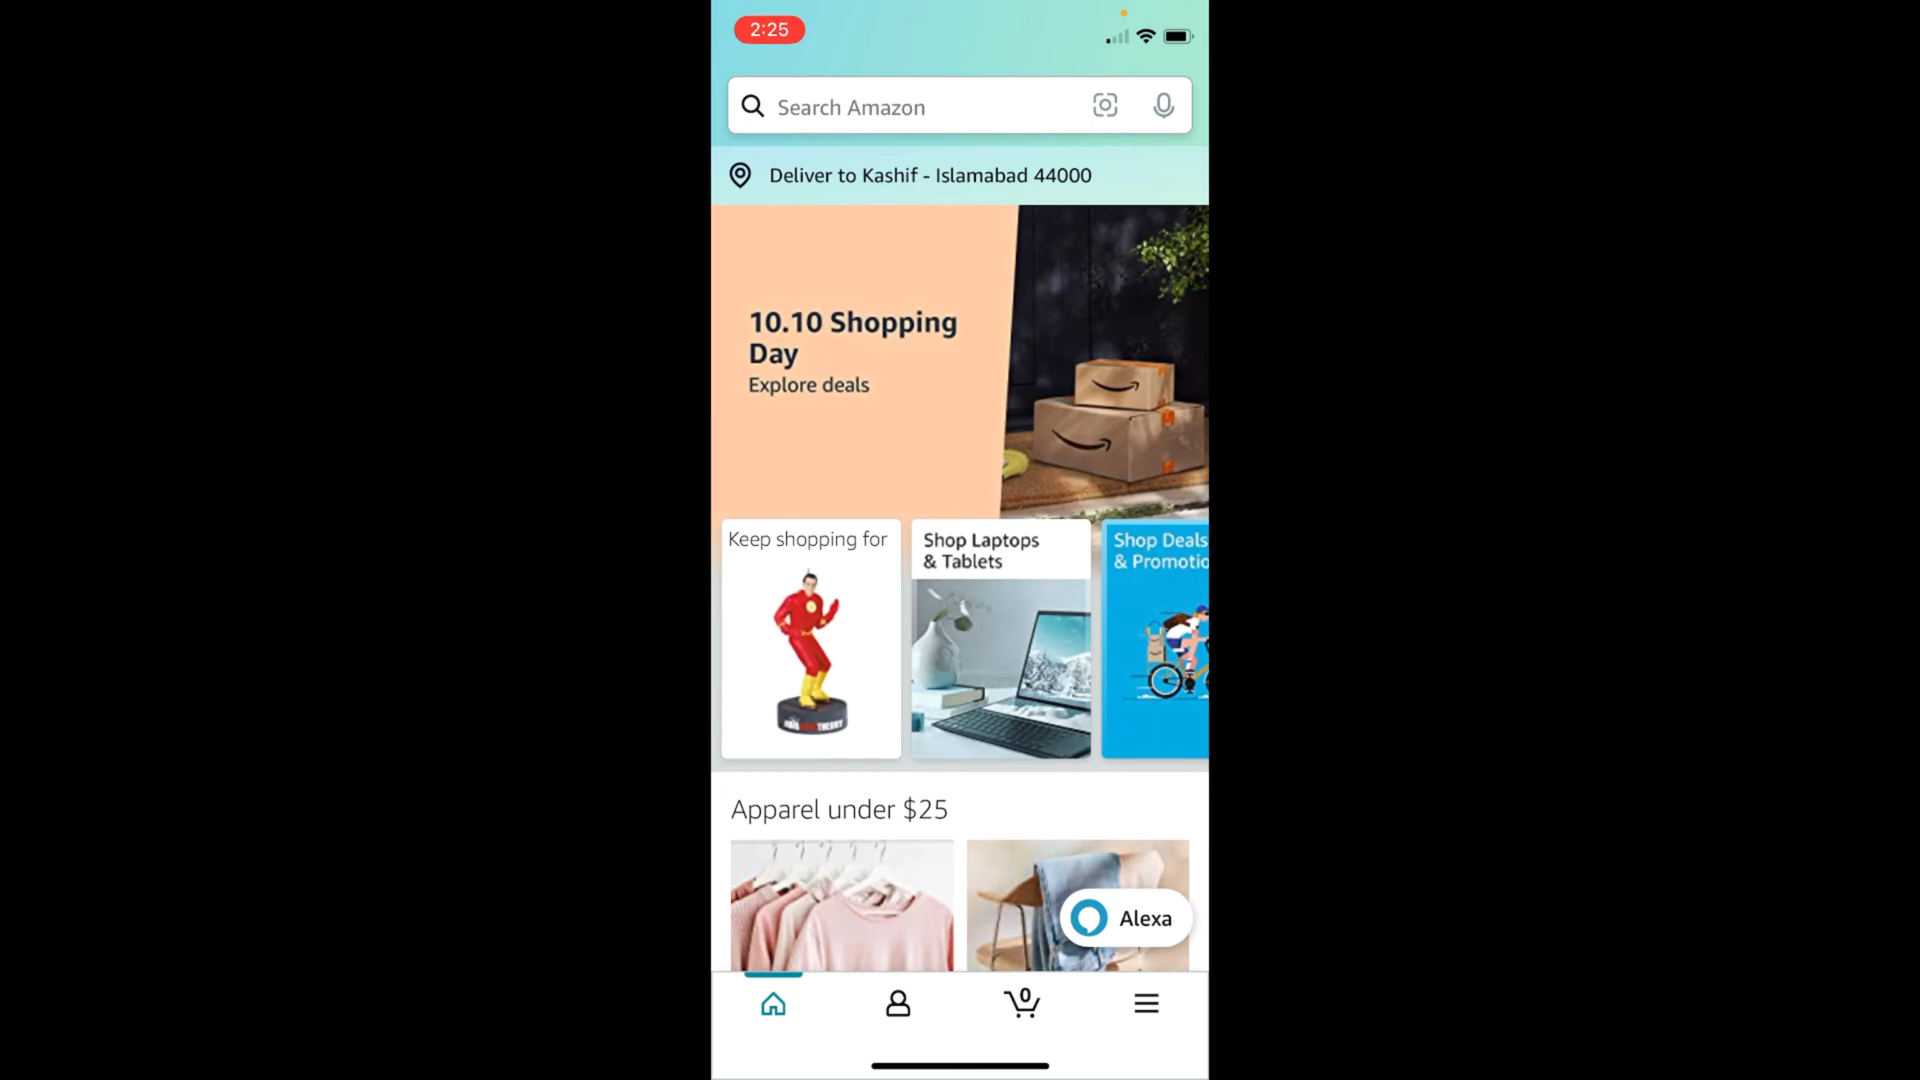 2:25
Search Amazon
Deliver to Kashif - Islamabad 44000
10.10 Shopping
Day
Explore deals
Keep shopping for
Shop Laptops
& Tablets
Shop Deals
& Promotio
THEORY
Apparel under $25
Alexa
0